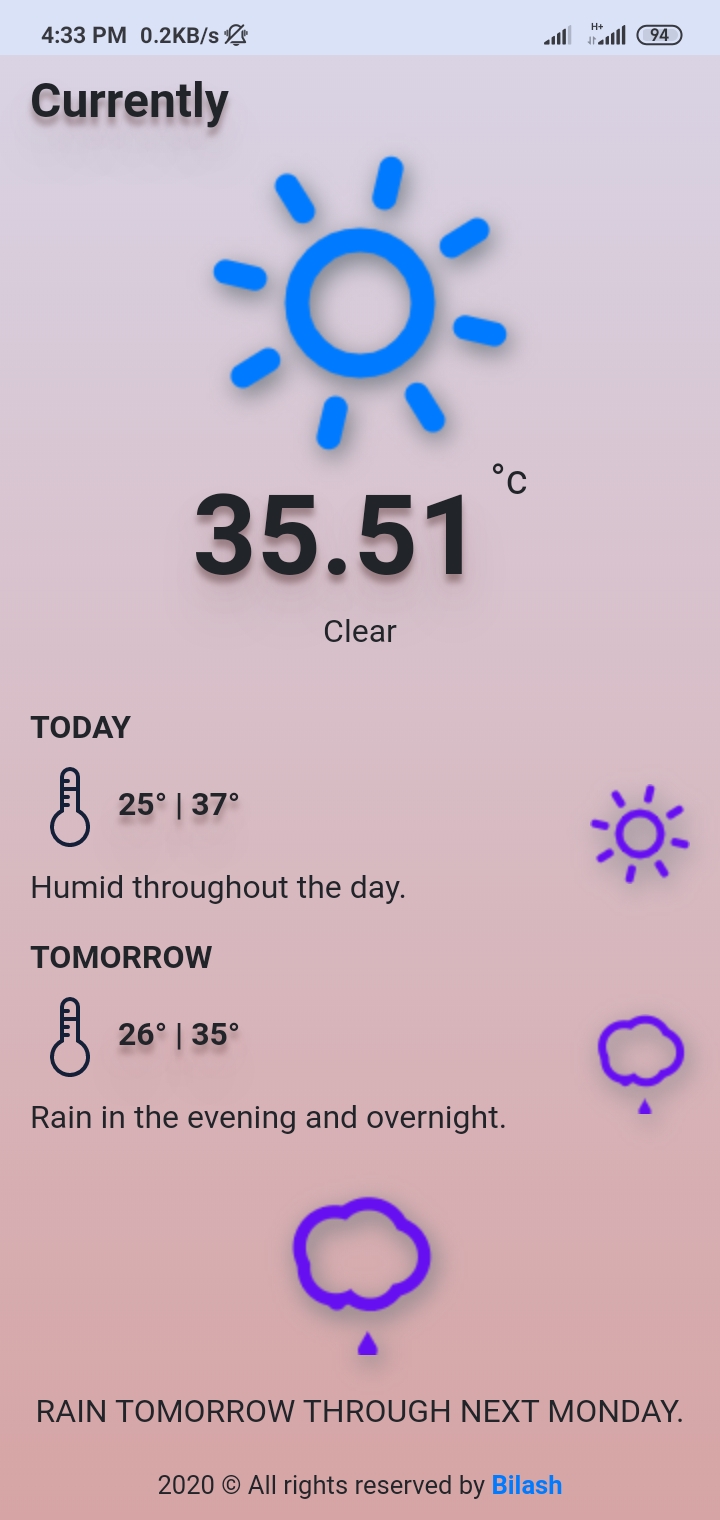 4:33 PM 0.2KB/s H+ 94
Currently
°C
35.51
Clear
TODAY
25° | 37°
Humid throughout the day.
TOMORROW
26° | 35°
Rain in the evening and overnight.
RAIN TOMORROW THROUGH NEXT MONDAY.
2020 © All rights reserved by Bilash